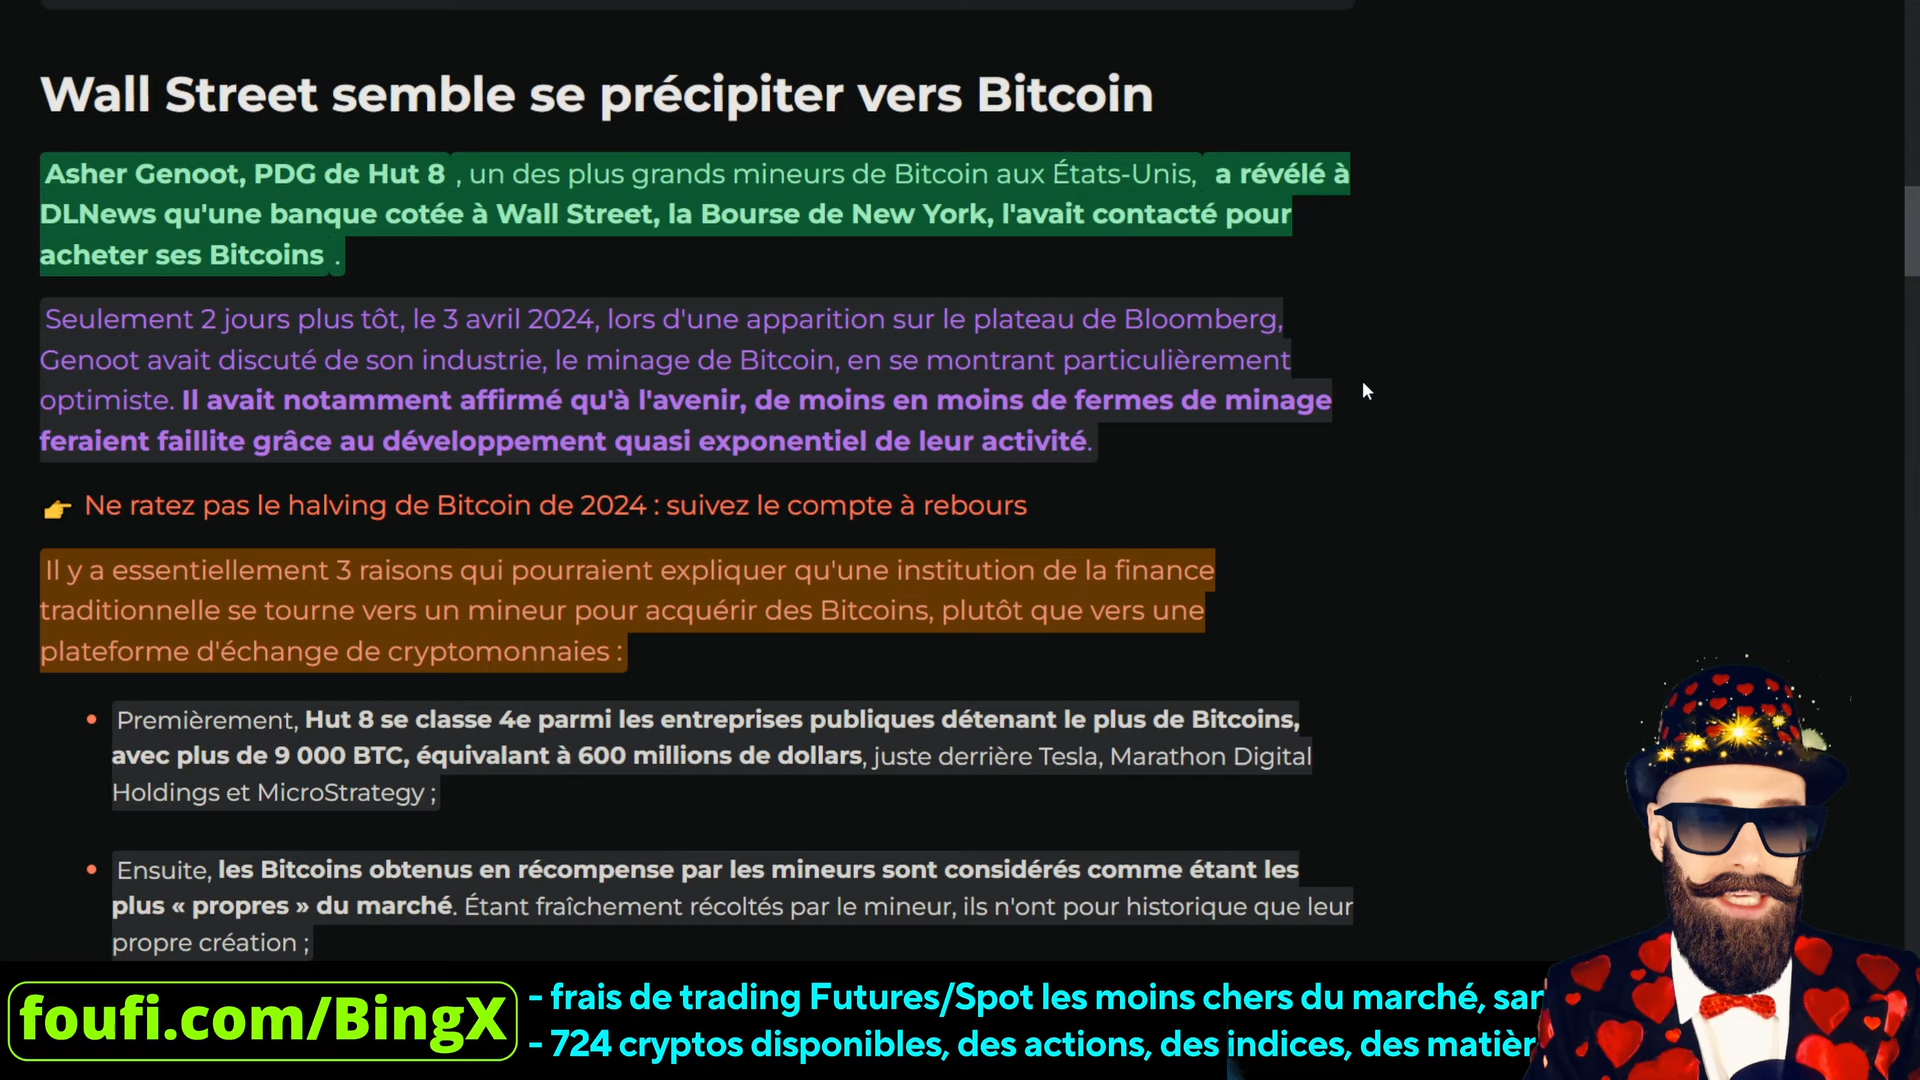 Wall Street semble se précipiter vers Bitcoin
Asher Genoot, PDG de Hut 8 , un des plus grands mineurs de Bitcoin aux États-Unis, a révélé à
DLNews qu'une banque cotée à Wall Street, la Bourse de New York, l'avait contacté pour
acheter ses Bitcoins .
Seulement 2 jours plus tôt, le 3 avril 2024, lors d'une apparition sur le plateau de Bloomberg,
Genoot avait discuté de son industrie, le minage de Bitcoin, en se montrant particulièrement
optimiste. Il avait notamment affirmé qu'à l'avenir, de moins en moins de fermes de minage
feraient faillite grâce au développement quasi exponentiel de leur activité.
👉 Ne ratez pas le halving de Bitcoin de 2024 : suivez le compte à rebours
Il y a essentiellement 3 raisons qui pourraient expliquer qu'une institution de la finance
traditionnelle se tourne vers un mineur pour acquérir des Bitcoins, plutôt que vers une
plateforme d'échange de cryptomonnaies :
• Premièrement, Hut 8 se classe 4e parmi les entreprises publiques détenant le plus de Bitcoins,
avec plus de 9 000 BTC, équivalant à 600 millions de dollars, juste derrière Tesla, Marathon Digital
Holdings et MicroStrategy ;
• Ensuite, les Bitcoins obtenus en récompense par les mineurs sont considérés comme étant les
plus « propres » du marché. Étant fraîchement récoltés par le mineur, ils n'ont pour historique que leur
propre création ;
foufi.com/BingX
- frais de trading Futures/Spot les moins chers du marché, san
- 724 cryptos disponibles, des actions, des indices, des matièr